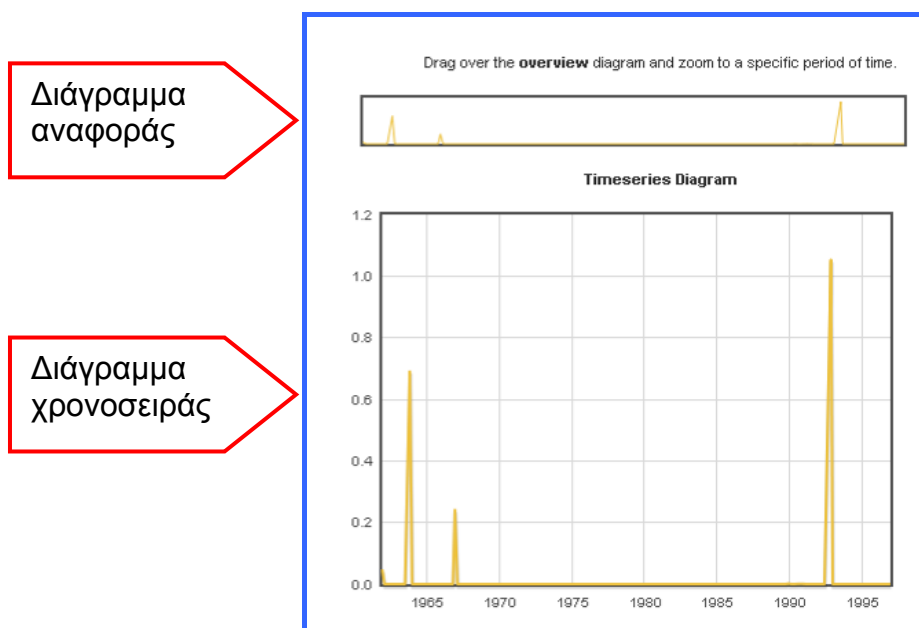 Διάγραμμα
αναφοράς
Drag over the overview diagram and zoom to a specific period of time.
Timeseries Diagram
Διάγραμμα
χρονοσειράς
1.2
1.0
0.8
0.6
0.4
0.2
0.0
1965 1970 1975 1980 1985 1990 1995